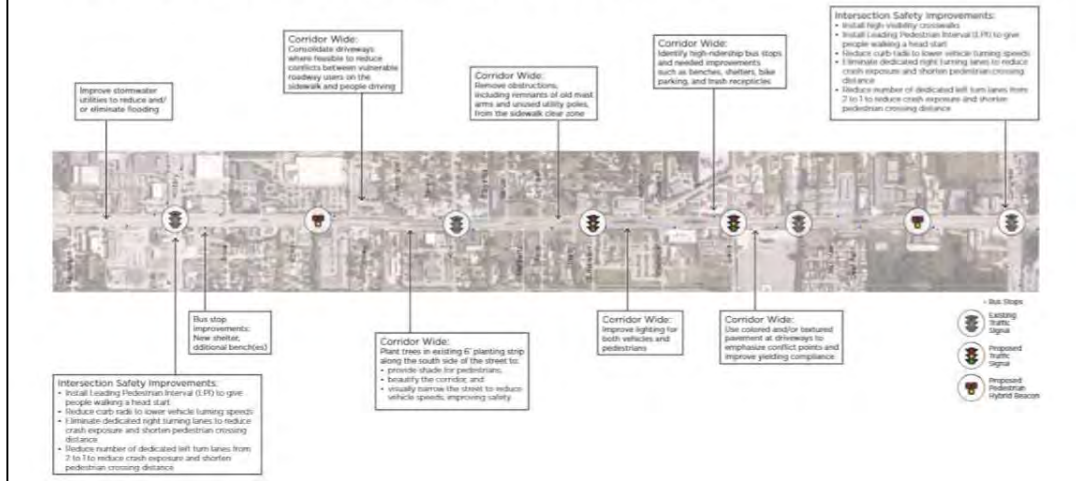 Improve stormwater
utilities to reduce and/
or eliminate flooding
Corridor Wide:
Consolidate driveways
where feasible to reduce
conflicts between vulnerable
roadway users on the
sidewalk and people driving
Corridor Wide:
Remove obstructions,
including remnants of old mast
arms and unused utility poles,
from the sidewalk clear zone
Corridor Wide:
Identify high-ridership bus stops
and needed improvements
such as benches, shelters, bike
parking, and trash recepticles
Intersection Safety Improvements:
• Install high visibility crosswalks
• Install Leading Pedestrian Interval (LPI) to give
people walking a head start
• Reduce curb radii to lower vehicle turning speeds
• Eliminate dedicated right turning lanes to reduce
crash exposure and shorten pedestrian crossing
distance
• Reduce number of dedicated left turn lanes from
2 to 1 to reduce crash exposure and shorten
pedestrian crossing distance
Bus stop
improvements:
New shelter,
dditional bench(es)
Intersection Safety Improvements:
• Install Leading Pedestrian Interval (LPI) to give
people walking a head start
• Reduce curb radii to lower vehicle turning speeds
• Eliminate dedicated right turning lanes to reduce
crash exposure and shorten pedestrian crossing
distance
• Reduce number of dedicated left turn lanes from
2 to 1 to reduce crash exposure and shorten
pedestrian crossing distance
Corridor Wide:
Plant trees in existing 6' planting strip
along the south side of the street to:
• provide shade for pedestrians,
• beautify the corridor, and
• visually narrow the street to reduce
vehicle speeds, improving safety
Corridor Wide:
Improve lighting for
both vehicles and
pedestrians
Corridor Wide:
Use colored and/or textured
pavement at driveways to
emphasize conflict points and
improve yielding compliance
• Bus Stops
Existing
Traffic
Signal
Proposed
Traffic
Signal
Proposed
Pedestrian
Hybrid Beacon